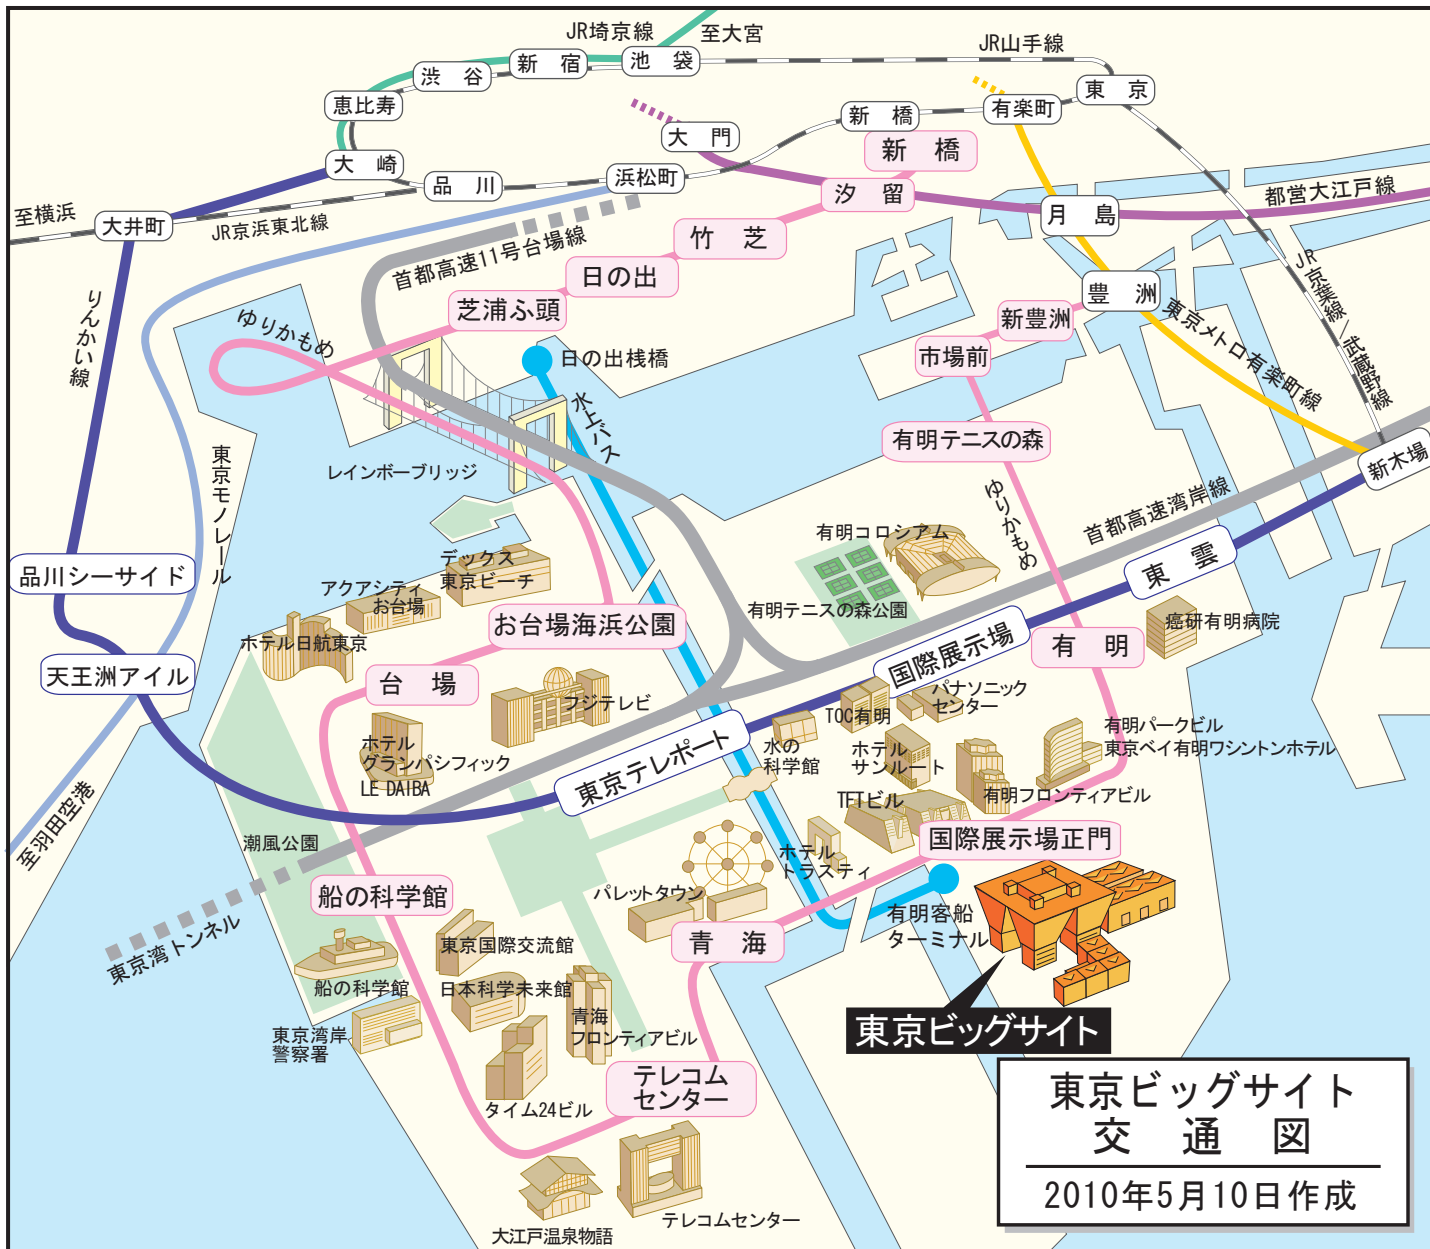 JR埼京線
至大宮
JR山手線
渋谷
新宿
池袋
恵比寿
東京
有楽町
新橋
大門
新橋
大崎
品川
浜松町
汐留
都営大江戸線
至横浜
大井町
JR京浜東北線
月島
竹芝
首都高速11号台場線
日の出
豊洲
JR京葉線/武蔵野線
りんかい線
芝浦ふ頭
新豊洲
東京メトロ有楽町線
ゆりかもめ
市場前
日の出桟橋
水上バス
有明テニスの森
新木場
レインボーブリッジ
東京モノレール
ゆりかもめ
首都高速湾岸線
有明コロシアム
デックス
東京ビーチ
品川シーサイド
アクアシティ
お台場
東雲
有明テニスの森公園
お台場海浜公園
癌研有明病院
ホテル日航東京
国際展示場
有明
天王洲アイル
台場
フジテレビ
パナソニック
センター
TOC有明
有明パークビル
東京ベイ有明ワシントンホテル
ホテル
グランパシフィック
LE DAIBA
水の
科学館
ホテル
サンルート
東京テレポート
有明フロンティアビル
TFTビル
至羽田空港
潮風公園
国際展示場正門
ホテル
トラスティ
船の科学館
パレットタウン
有明客船
ターミナル
東京湾トンネル
東京国際交流館
青海
船の科学館
日本科学未来館
東京湾岸
警察署
青海
フロンティアビル
東京ビッグサイト
テレコム
センター
タイム24ビル
東京ビッグサイト
交通図
2010年5月10日作成
テレコムセンター
大江戸温泉物語